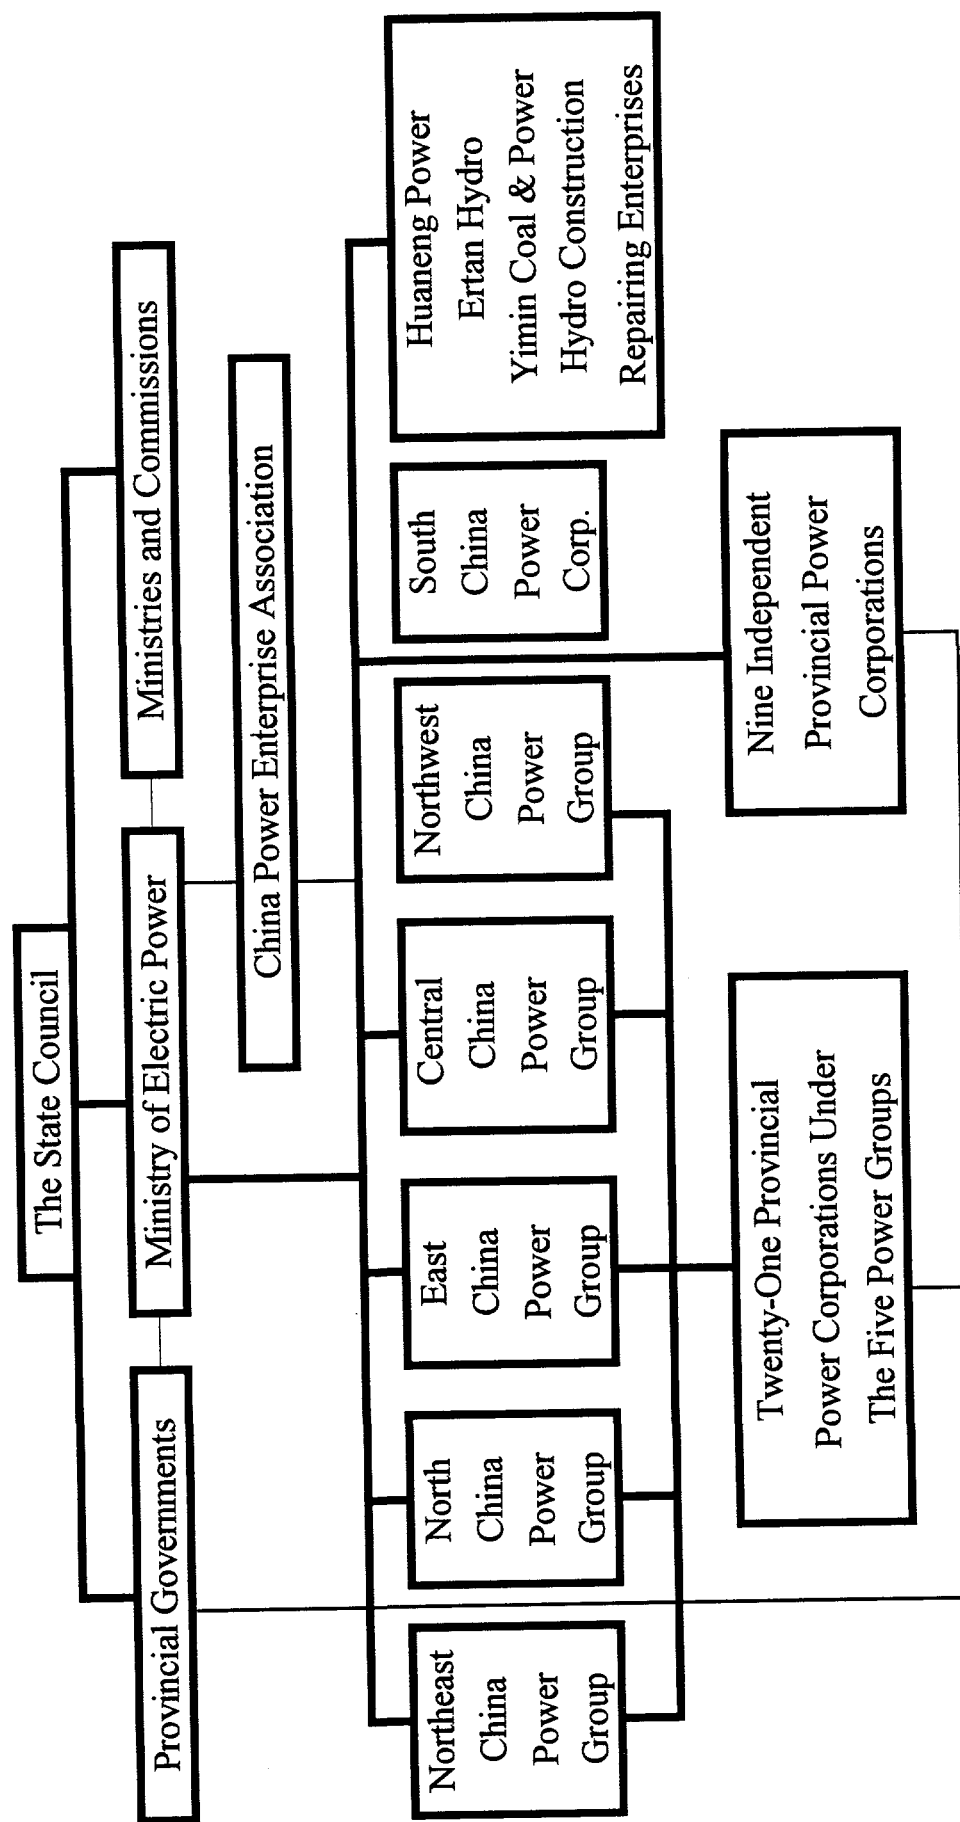 The State Council
Provincial Governments
Ministry of Electric Power
Ministries and Commissions
China Power Enterprise Association
Northeast
China
Power
Group
North
China
Power
Group
East
China
Power
Group
Central
China
Power
Group
Northwest
China
Power
Group
South
China
Power
Corp.
Huaneng Power
Ertan Hydro
Yimin Coal & Power
Hydro Construction
Repairing Enterprises
Twenty-One Provincial
Power Corporations Under
The Five Power Groups
Nine Independent
Provincial Power
Corporations